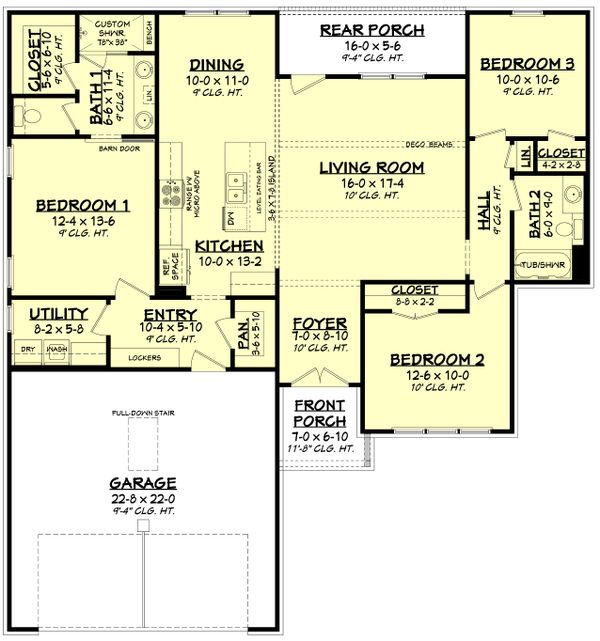 CUSTOM
SHWR.
78"X38"
BENCH
CLOSET
5-6 x 6-10
9' CLG. HT.
BATH 1
6-6 x 11-4
9' CLG. HT.
LIN.
DINING
10-0 x 11-0
9' CLG. HT.
REAR PORCH
16-0 x 5-6
9'-4" CLG. HT.
BEDROOM 3
10-0 x 10-6
9' CLG. HT.
BARN DOOR
DECO. BEAMS
BEDROOM 1
12-4 x 13-6
9' CLG. HT.
RANGE W/
MICRO ABOVE
DW
LEVEL EATING BAR
3-6 x 7-9 ISLAND
LIVING ROOM
16-0 x 17-4
10' CLG. HT.
LIN.
CLOSET
4-2 x 2-8
HALL
9' CLG. HT.
BATH 2
6-0 x 9-0
9' CLG. HT.
TUB/SHWR
KITCHEN
10-0 x 13-2
REF.
SPACE
CLOSET
8-8 x 2-2
UTILITY
8-2 x 5-8
DRY
WASH
ENTRY
10-4 x 5-10
9' CLG. HT.
LOCKERS
PAN
3-6 x 5-10
FOYER
7-0 x 8-10
10' CLG. HT.
BEDROOM 2
12-6 x 10-0
10' CLG. HT.
FRONT
PORCH
7-0 x 6-10
11'-8" CLG. HT.
PULL-DOWN STAIR
GARAGE
22-8 x 22-0
9'-4" CLG. HT.